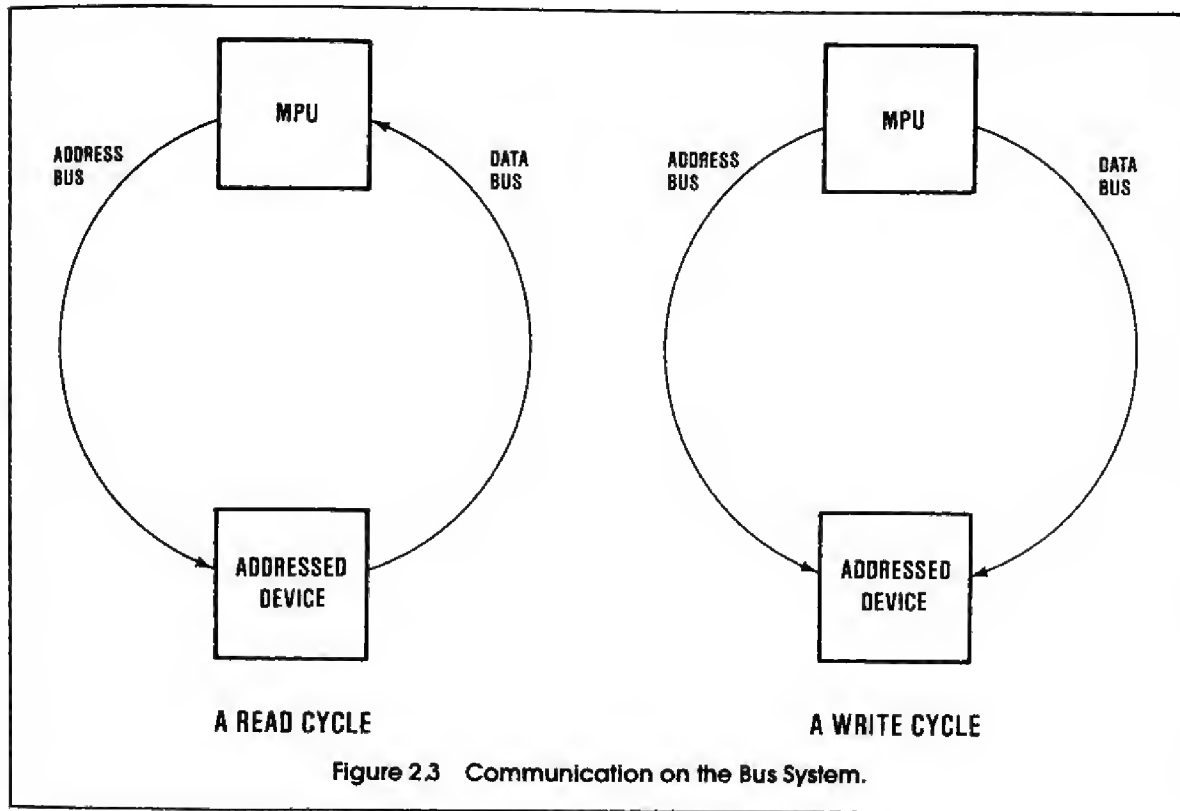 MPU
ADDRESS
BUS
DATA
BUS
ADDRESSED
DEVICE
A READ CYCLE
MPU
ADDRESS
BUS
DATA
BUS
ADDRESSED
DEVICE
A WRITE CYCLE
Figure 2.3 Communication on the Bus System.